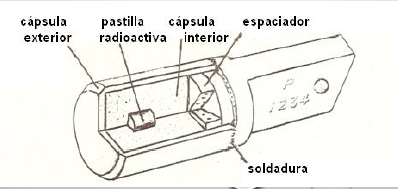 cápsula exterior
pastilla radioactiva
cápsula interior
espaciador
P
1234
soldadura